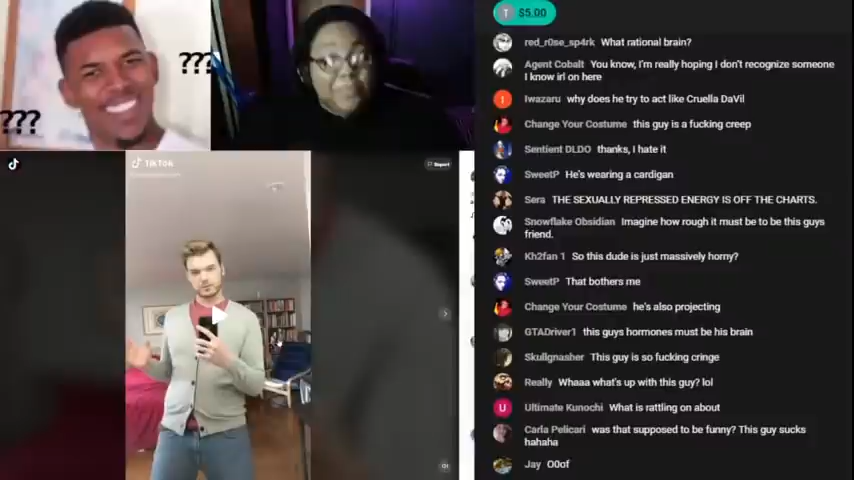 $5.00
T
red_r0se_sp4rk What rational brain?
Agent Cobalt You know, I'm really hoping I don't recognize someone
I know irl on here
Iwazaru why does he try to act like Cruella DaVil
Change Your Costume this guy is a fucking creep
Sentient DLDO thanks, I hate it
SweetP He's wearing a cardigan
Sera THE SEXUALLY REPRESSED ENERGY IS OFF THE CHARTS.
Snowflake Obsidian Imagine how rough it must be to be this guys
friend.
Kh2fan 1 So this dude is just massively horny?
SweetP That bothers me
Change Your Costume he's also projecting
GTADriver1 this guys hormones must be his brain
Skullgnasher This guy is so fucking cringe
Really Whaaa what's up with this guy? lol
U
Ultimate Kunochi What is rattling on about
Carla Pelicari was that supposed to be funny? This guy sucks
hahaha
Jay O0of
???
???
TikTok
Report